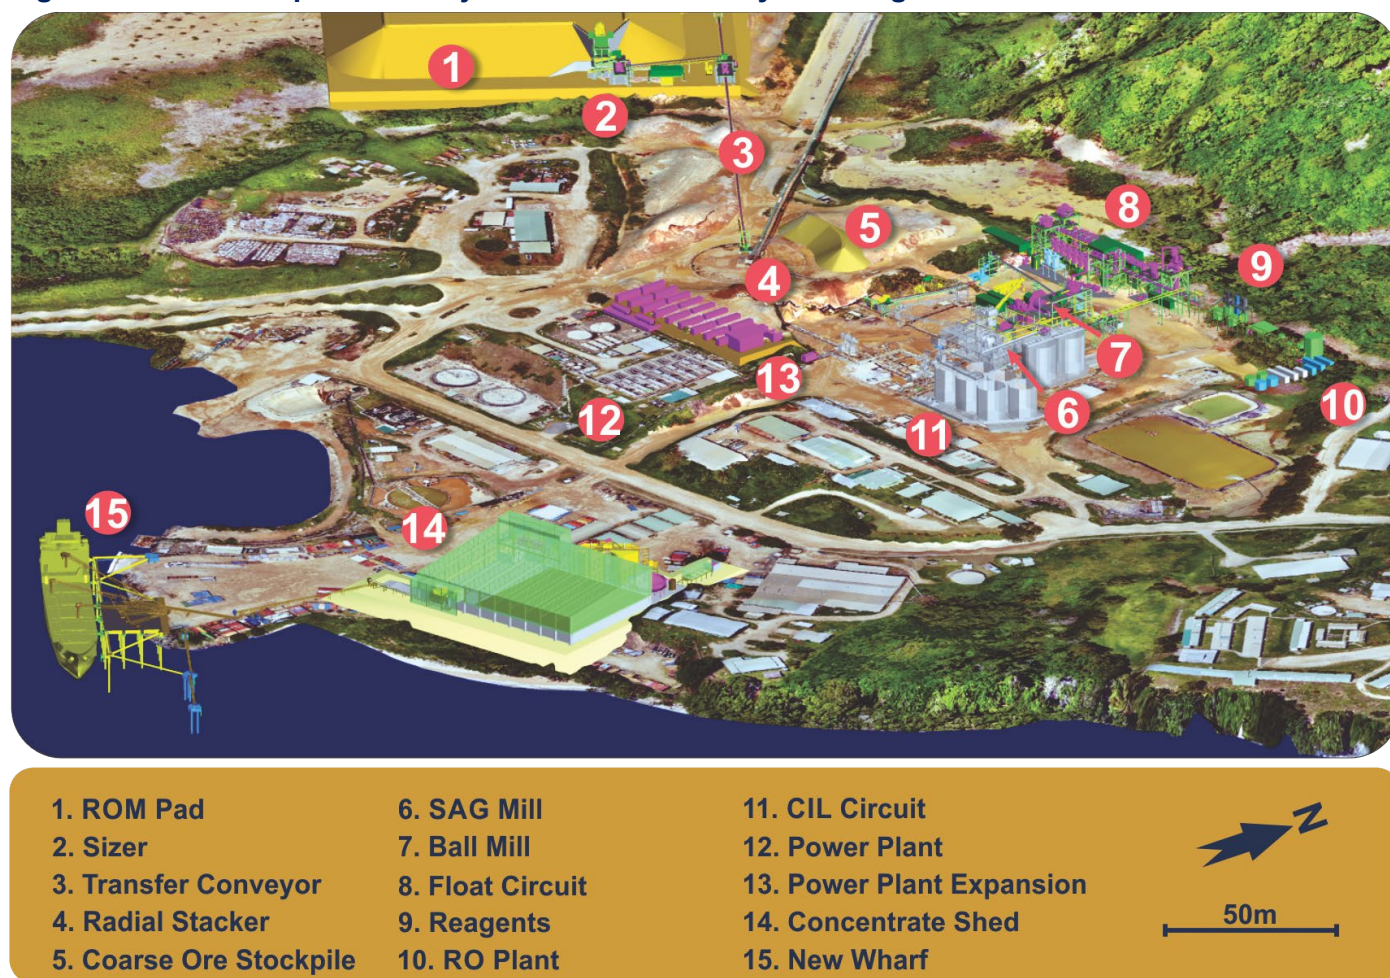 1
2
3
8
5
9
4
7
13
10
6
12
11
15
14
1. ROM Pad
2. Sizer
3. Transfer Conveyor
4. Radial Stacker
5. Coarse Ore Stockpile
6. SAG Mill
7. Ball Mill
8. Float Circuit
9. Reagents
10. RO Plant
11. CIL Circuit
12. Power Plant
13. Power Plant Expansion
14. Concentrate Shed
15. New Wharf
N
50m